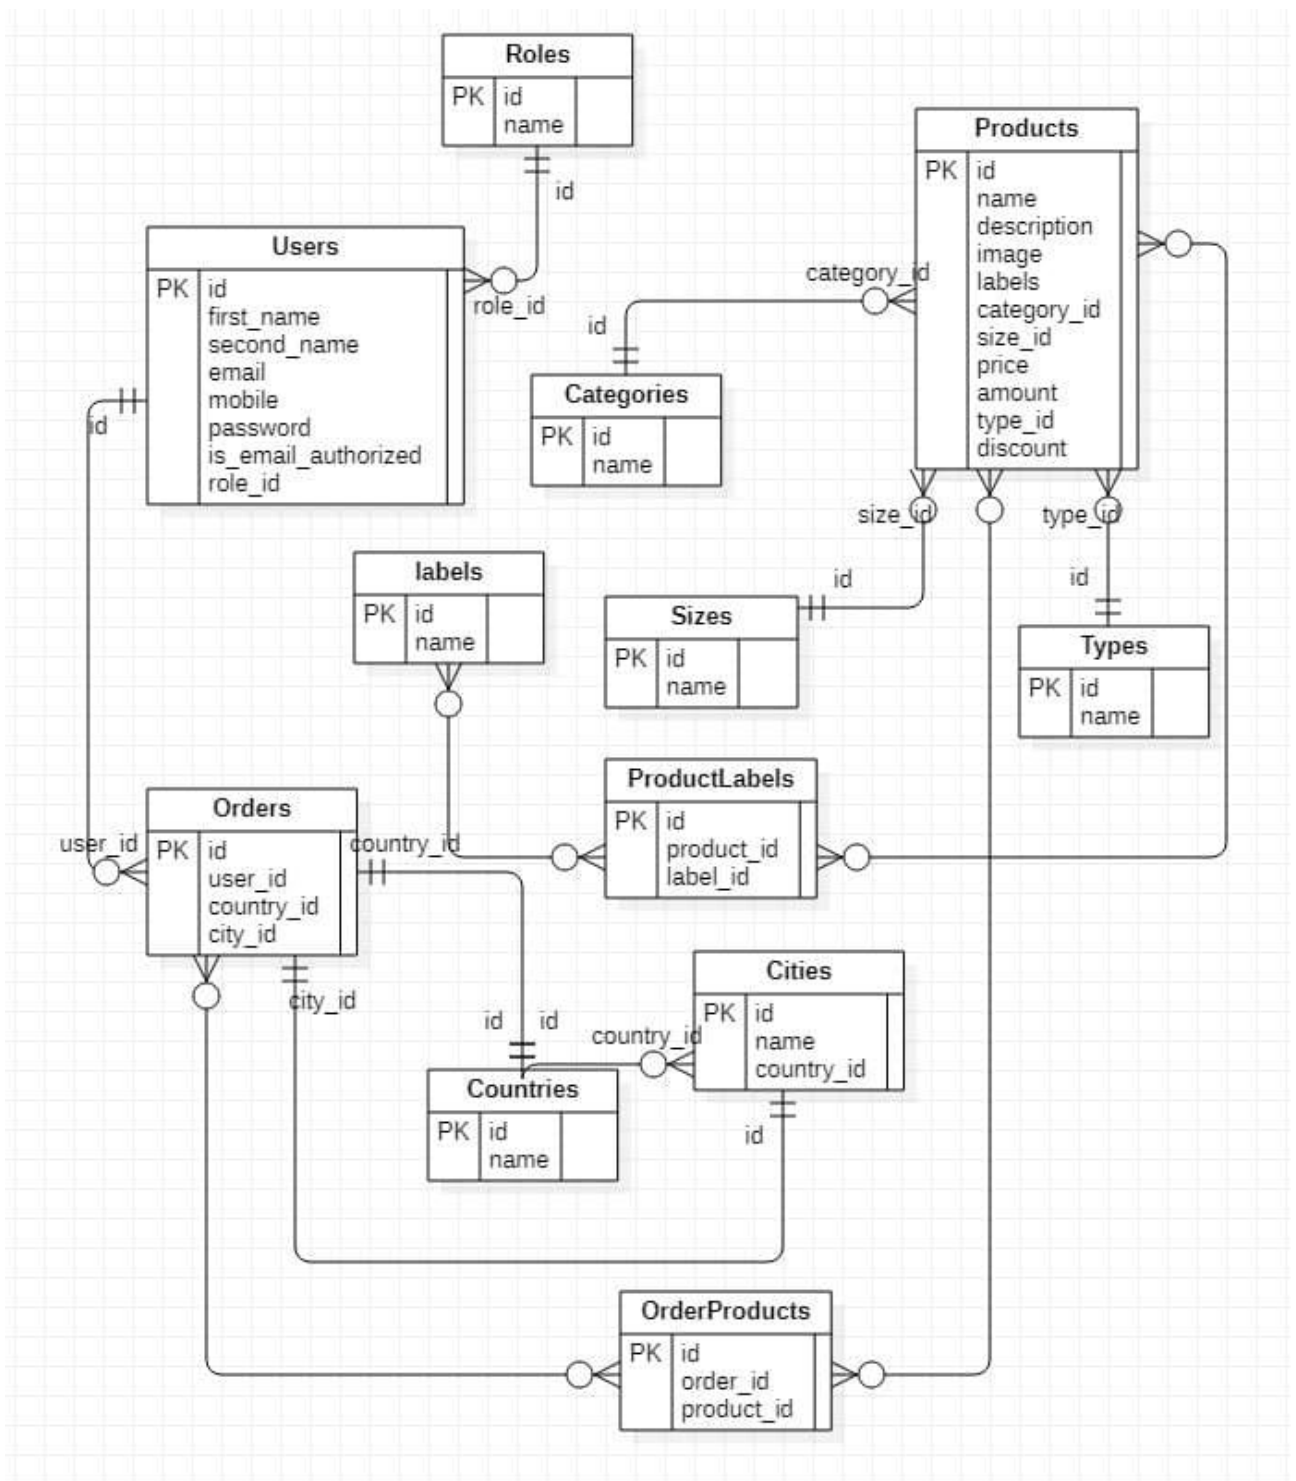 Roles
PK id
name
id
Products
PK id
name
description
image
labels
category_id
size_id
price
amount
type_id
discount
Users
PK id
first_name
second_name
email
mobile
password
is_email_authorized
role_id
role_id
category_id
id
Categories
PK id
name
id
size_id
type_id
labels
PK id
name
id
Sizes
PK id
name
id
Types
PK id
name
ProductLabels
PK id
product_id
label_id
Orders
PK id
user_id
country_id
city_id
user_id
country_id
city_id
Cities
PK id
name
country_id
id
id
country_id
Countries
PK id
name
id
OrderProducts
PK id
order_id
product_id